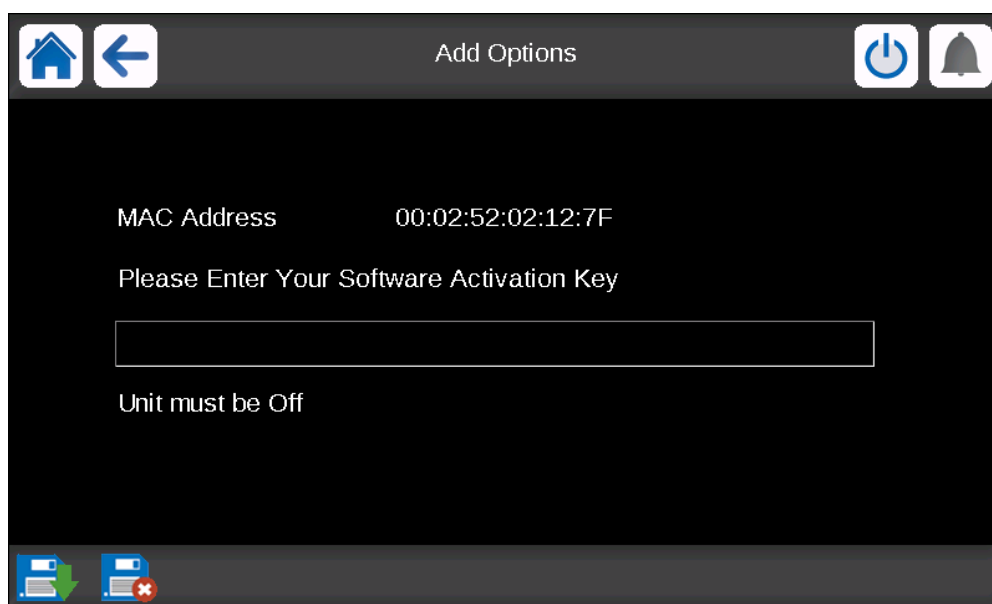 Add Options
MAC Address 00:02:52:02:12:7F
Please Enter Your Software Activation Key
Unit must be Off